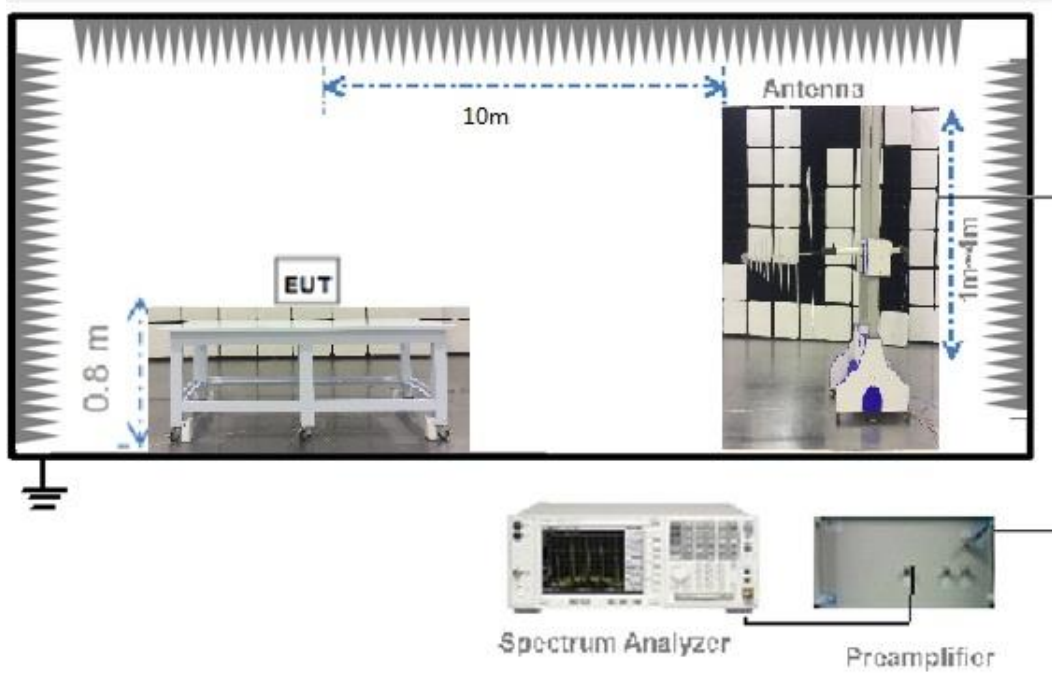 Antenna
10m
1m~4m
EUT
0.8 m
Spectrum Analyzer
Preamplifier